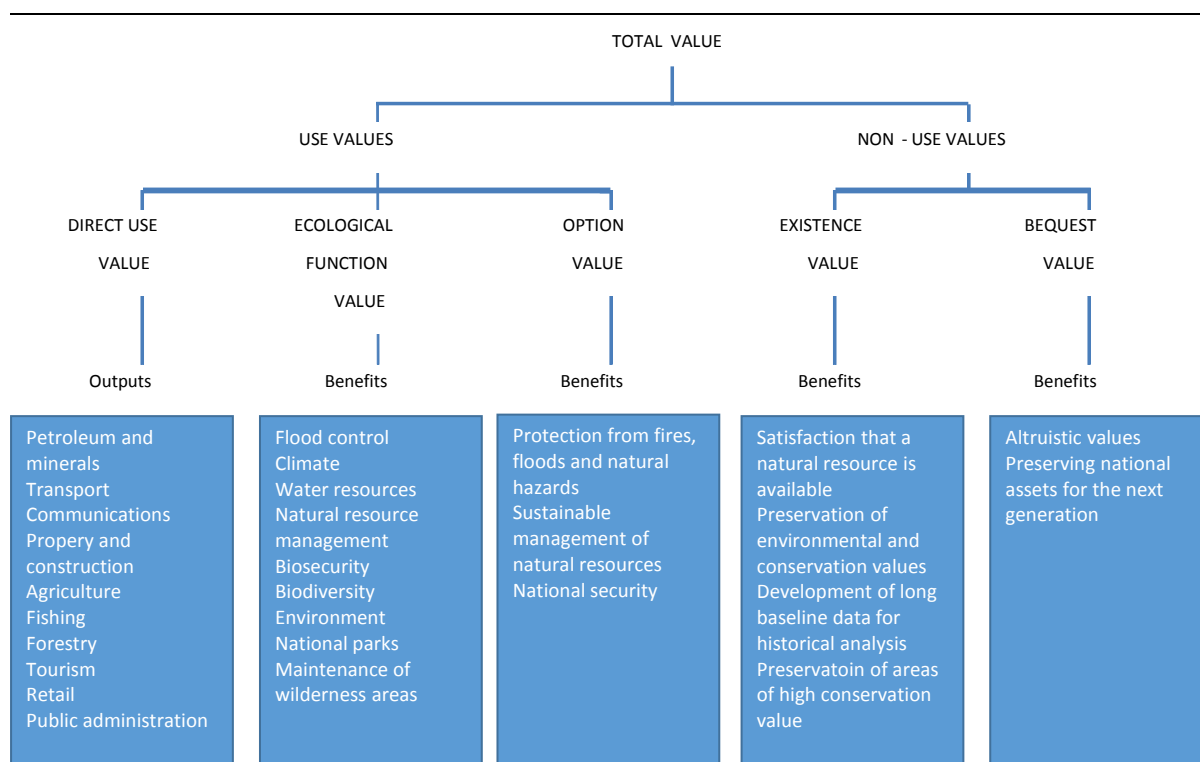 TOTAL VALUE
USE VALUES
NON - USE VALUES
DIRECT USE
VALUE
ECOLOGICAL
FUNCTION
VALUE
OPTION
VALUE
EXISTENCE
VALUE
BEQUEST
VALUE
Outputs
Benefits
Benefits
Benefits
Benefits
Petroleum and
minerals
Transport
Communications
Propery and
construction
Agriculture
Fishing
Forestry
Tourism
Retail
Public administration
Flood control
Climate
Water resources
Natural resource
management
Biosecurity
Biodiversity
Environment
National parks
Maintenance of
wilderness areas
Protection from fires,
floods and natural
hazards
Sustainable
management of
natural resources
National security
Satisfaction that a
natural resource is
available
Preservation of
environmental and
conservation values
Development of long
baseline data for
historical analysis
Preservatoin of areas
of high conservation
value
Altruistic values
Preserving national
assets for the next
generation